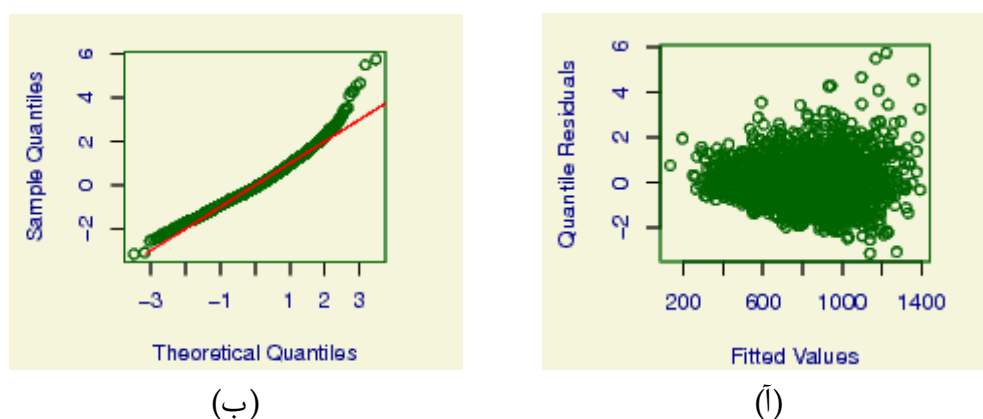 Sample Quantiles
6
4
2
0
−2
−3 −1 1 2 3
Theoretical Quantiles
(ب)
Quantile Residuals
6
4
2
0
−2
200 600 1000 1400
Fitted Values
(آ)